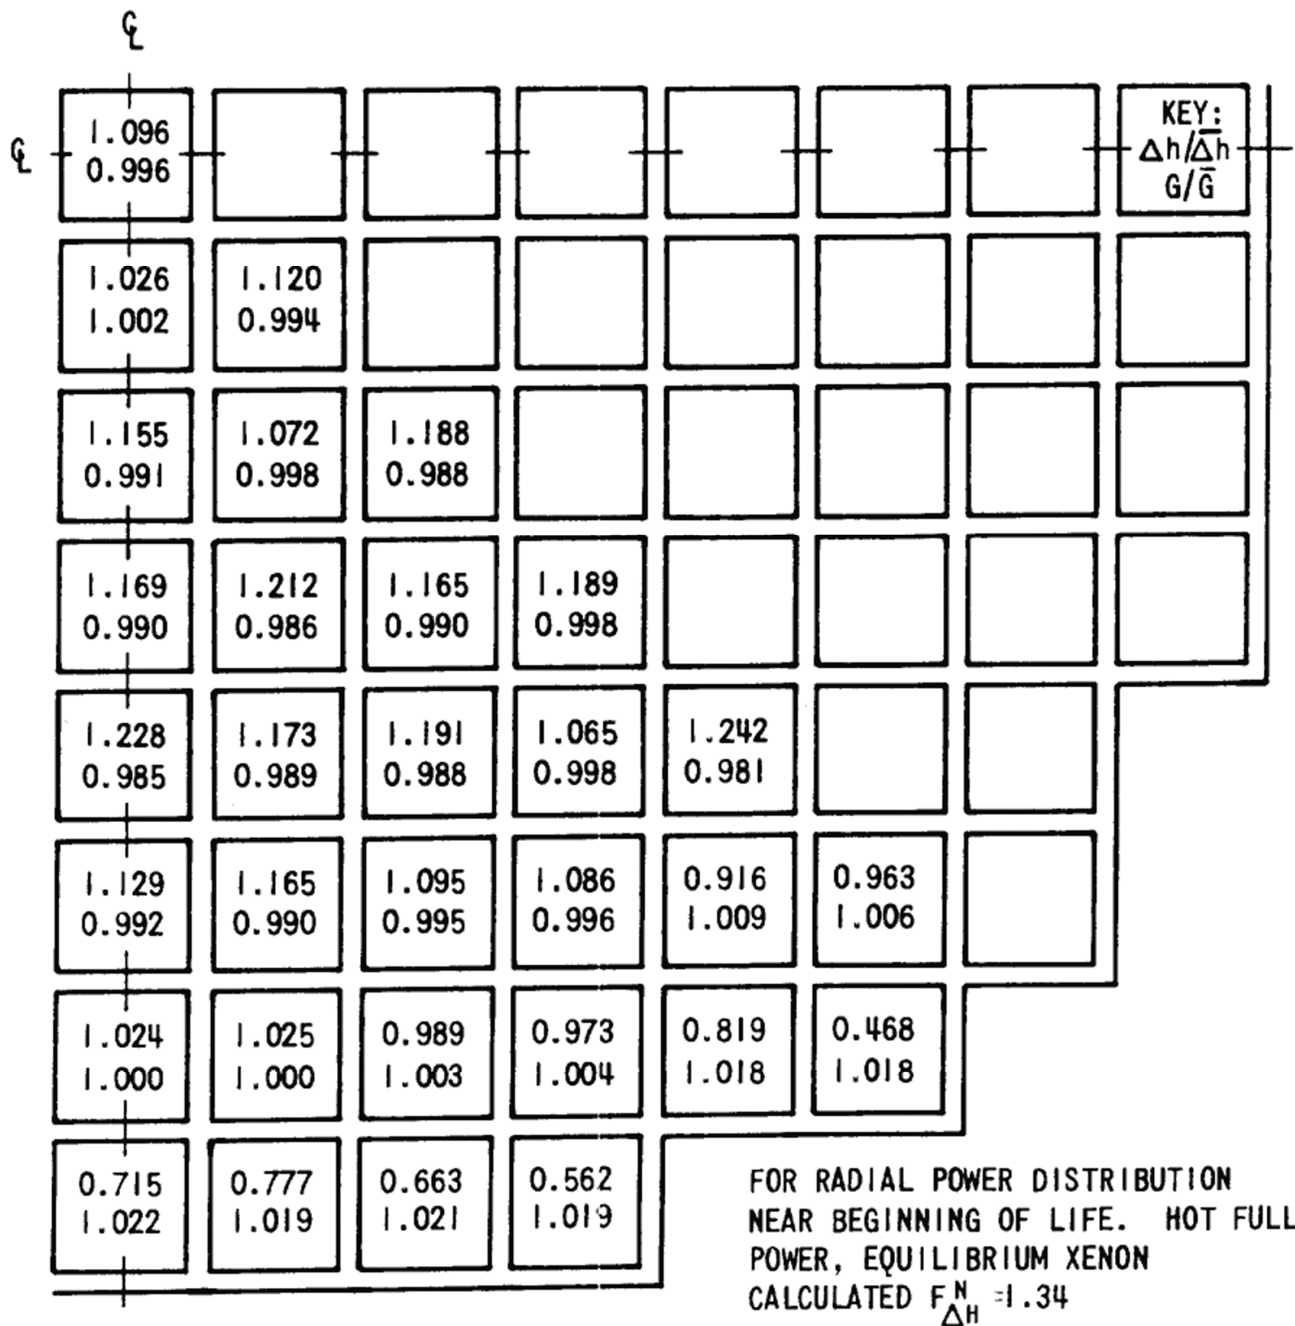 ℄
℄
1.096
0.996
KEY:
Δh/Δ̅h̅
G/G̅
1.026 1.120
1.002 0.994
1.155 1.072 1.188
0.991 0.998 0.988
1.169 1.212 1.165 1.189
0.990 0.986 0.990 0.998
1.228 1.173 1.191 1.065 1.242
0.985 0.989 0.988 0.998 0.981
1.129 1.165 1.095 1.086 0.916 0.963
0.992 0.990 0.995 0.996 1.009 1.006
1.024 1.025 0.989 0.973 0.819 0.468
1.000 1.000 1.003 1.004 1.018 1.018
0.715 0.777 0.663 0.562
1.022 1.019 1.021 1.019
FOR RADIAL POWER DISTRIBUTION
NEAR BEGINNING OF LIFE. HOT FULL
POWER, EQUILIBRIUM XENON
CALCULATED F N ΔH =1.34